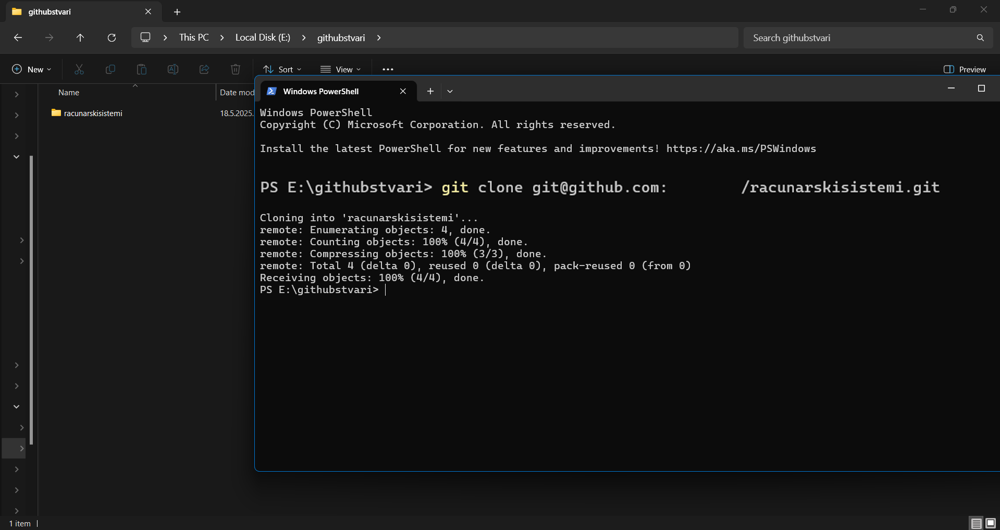 githubstvari
This PC > Local Disk (E:) > githubstvari >
Search githubstvari
New
Sort
View
Preview
Name
Date mod
racunarskisistemi
18.5.2025.
Windows PowerShell
Windows PowerShell
Copyright (C) Microsoft Corporation. All rights reserved.
Install the latest PowerShell for new features and improvements! https://aka.ms/PSWindows
PS E:\githubstvari> git clone git@github.com: /racunarskisistemi.git
Cloning into 'racunarskisistemi'...
remote: Enumerating objects: 4, done.
remote: Counting objects: 100% (4/4), done.
remote: Compressing objects: 100% (3/3), done.
remote: Total 4 (delta 0), reused 0 (delta 0), pack-reused 0 (from 0)
Receiving objects: 100% (4/4), done.
PS E:\githubstvari>
1 item